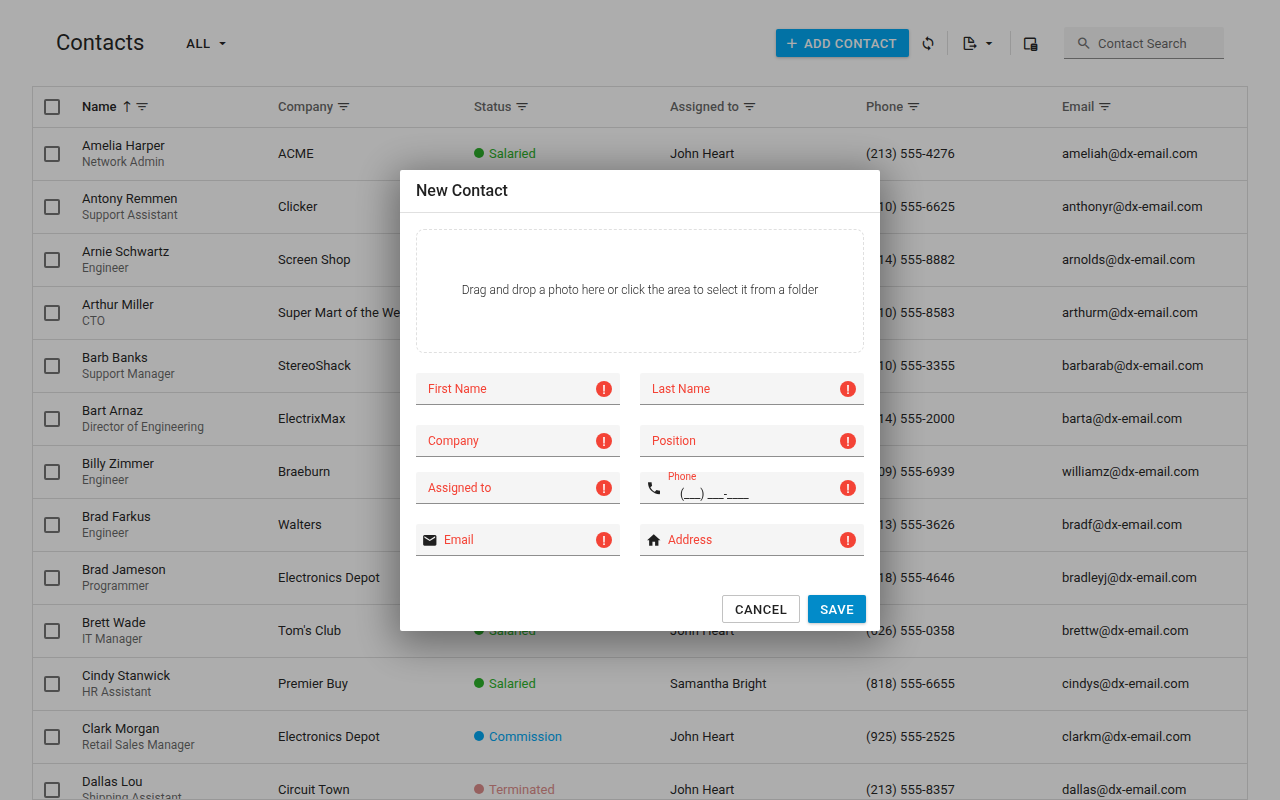 Contacts
ALL
ADD CONTACT
Contact Search
Name
Company
Status
Assigned to
Phone
Email
Amelia Harper
Network Admin
ACME
Salaried
John Heart
(213) 555-4276
ameliah@dx-email.com
Antony Remmen
Support Assistant
Clicker
10) 555-6625
anthonyr@dx-email.com
Arnie Schwartz
Engineer
Screen Shop
14) 555-8882
arnolds@dx-email.com
Arthur Miller
CTO
Super Mart of the We
10) 555-8583
arthurm@dx-email.com
Barb Banks
Support Manager
StereoShack
10) 555-3355
barbarab@dx-email.com
Bart Arnaz
Director of Engineering
ElectrixMax
14) 555-2000
barta@dx-email.com
Billy Zimmer
Engineer
Braeburn
09) 555-6939
williamz@dx-email.com
Brad Farkus
Engineer
Walters
13) 555-3626
bradf@dx-email.com
Brad Jameson
Programmer
Electronics Depot
18) 555-4646
bradleyj@dx-email.com
Brett Wade
IT Manager
Tom's Club
Salaried
John Heart
(626) 555-0358
brettw@dx-email.com
Cindy Stanwick
HR Assistant
Premier Buy
Salaried
Samantha Bright
(818) 555-6655
cindys@dx-email.com
Clark Morgan
Retail Sales Manager
Electronics Depot
Commission
John Heart
(925) 555-2525
clarkm@dx-email.com
Dallas Lou
Shipping Assistant
Circuit Town
Terminated
John Heart
(213) 555-8357
dallas@dx-email.com
New Contact
Drag and drop a photo here or click the area to select it from a folder
First Name
Last Name
Company
Position
Assigned to
Phone
(___) ___-____
Email
Address
CANCEL
SAVE